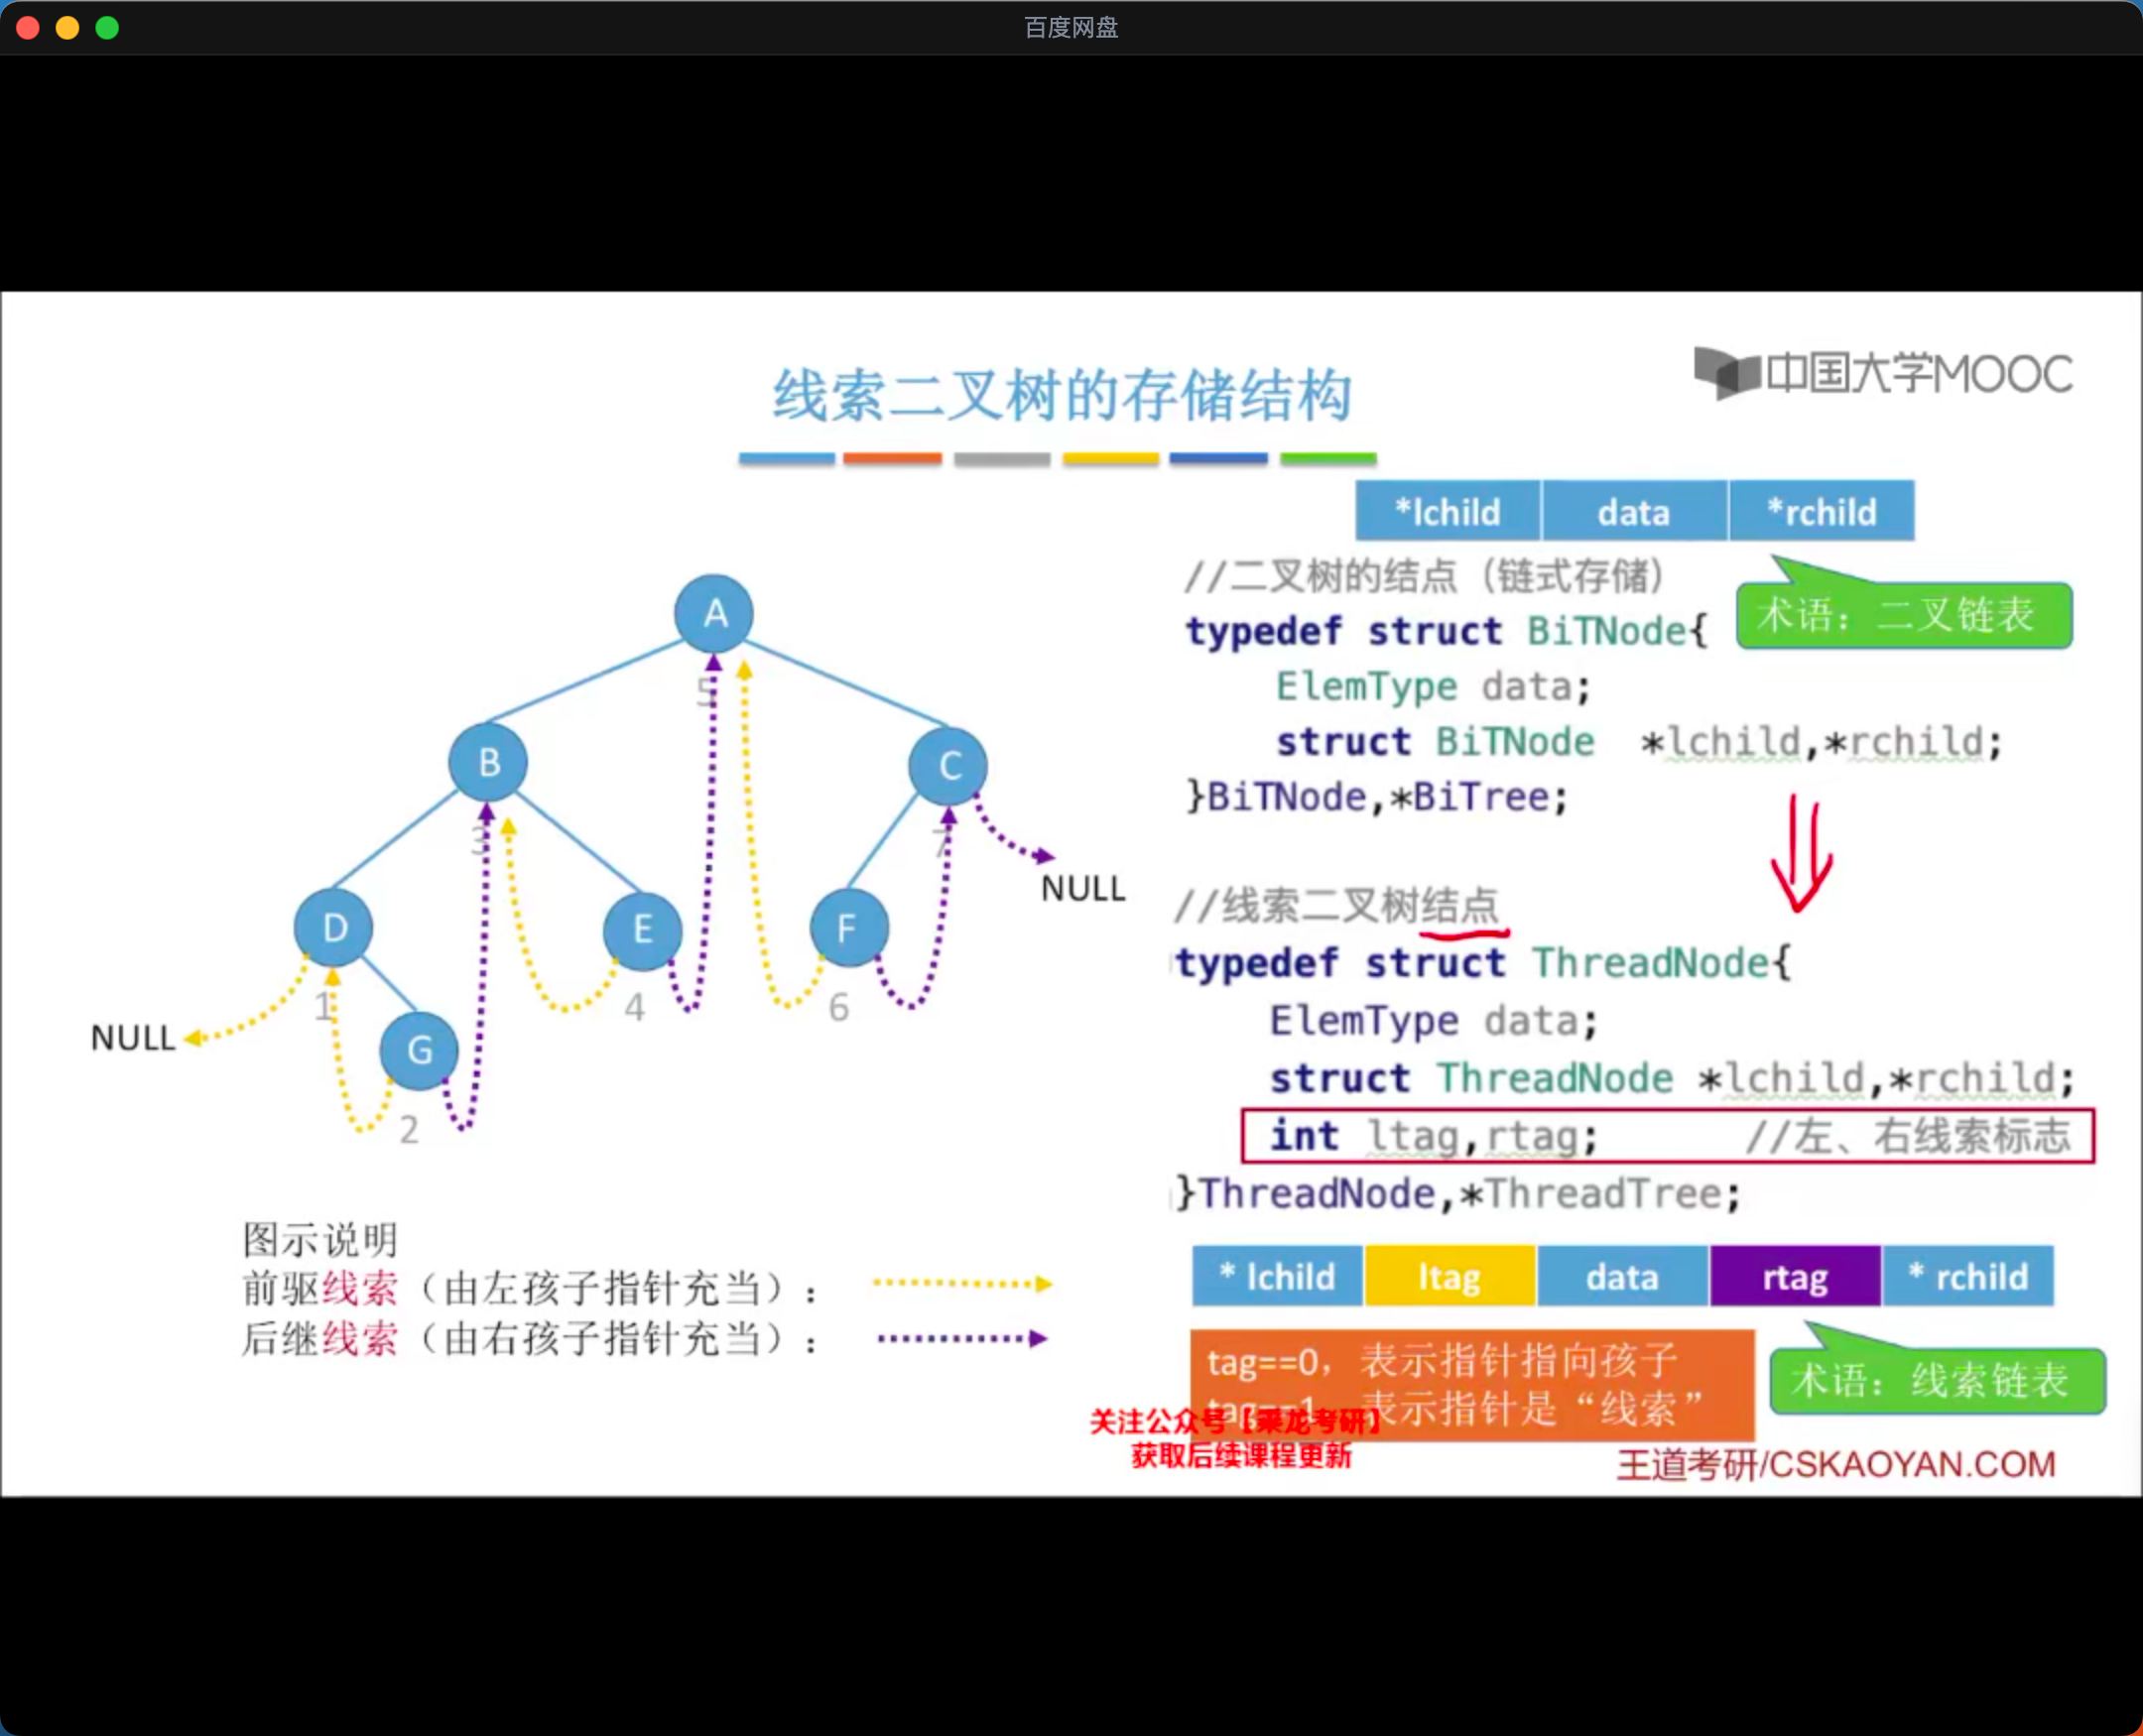 百度网盘
线索二叉树的存储结构
中国大学MOOC
*lchild data *rchild
//二叉树的结点（链式存储）
术语：二叉链表
typedef struct BiTNode{
ElemType data;
struct BiTNode *lchild,*rchild;
}BiTNode,*BiTree;
A
5
B
C
3
7
NULL
D
E
F
1
4
6
NULL
G
2
//线索二叉树结点
typedef struct ThreadNode{
ElemType data;
struct ThreadNode *lchild,*rchild;
int ltag,rtag; //左、右线索标志
}ThreadNode,*ThreadTree;
图示说明
前驱线索（由左孩子指针充当）：
后继线索（由右孩子指针充当）：
* lchild ltag data rtag * rchild
tag==0，表示指针指向孩子
tag==1，表示指针是“线索”
术语：线索链表
关注公众号【乘龙考研】
获取后续课程更新
王道考研/CSKAOYAN.COM